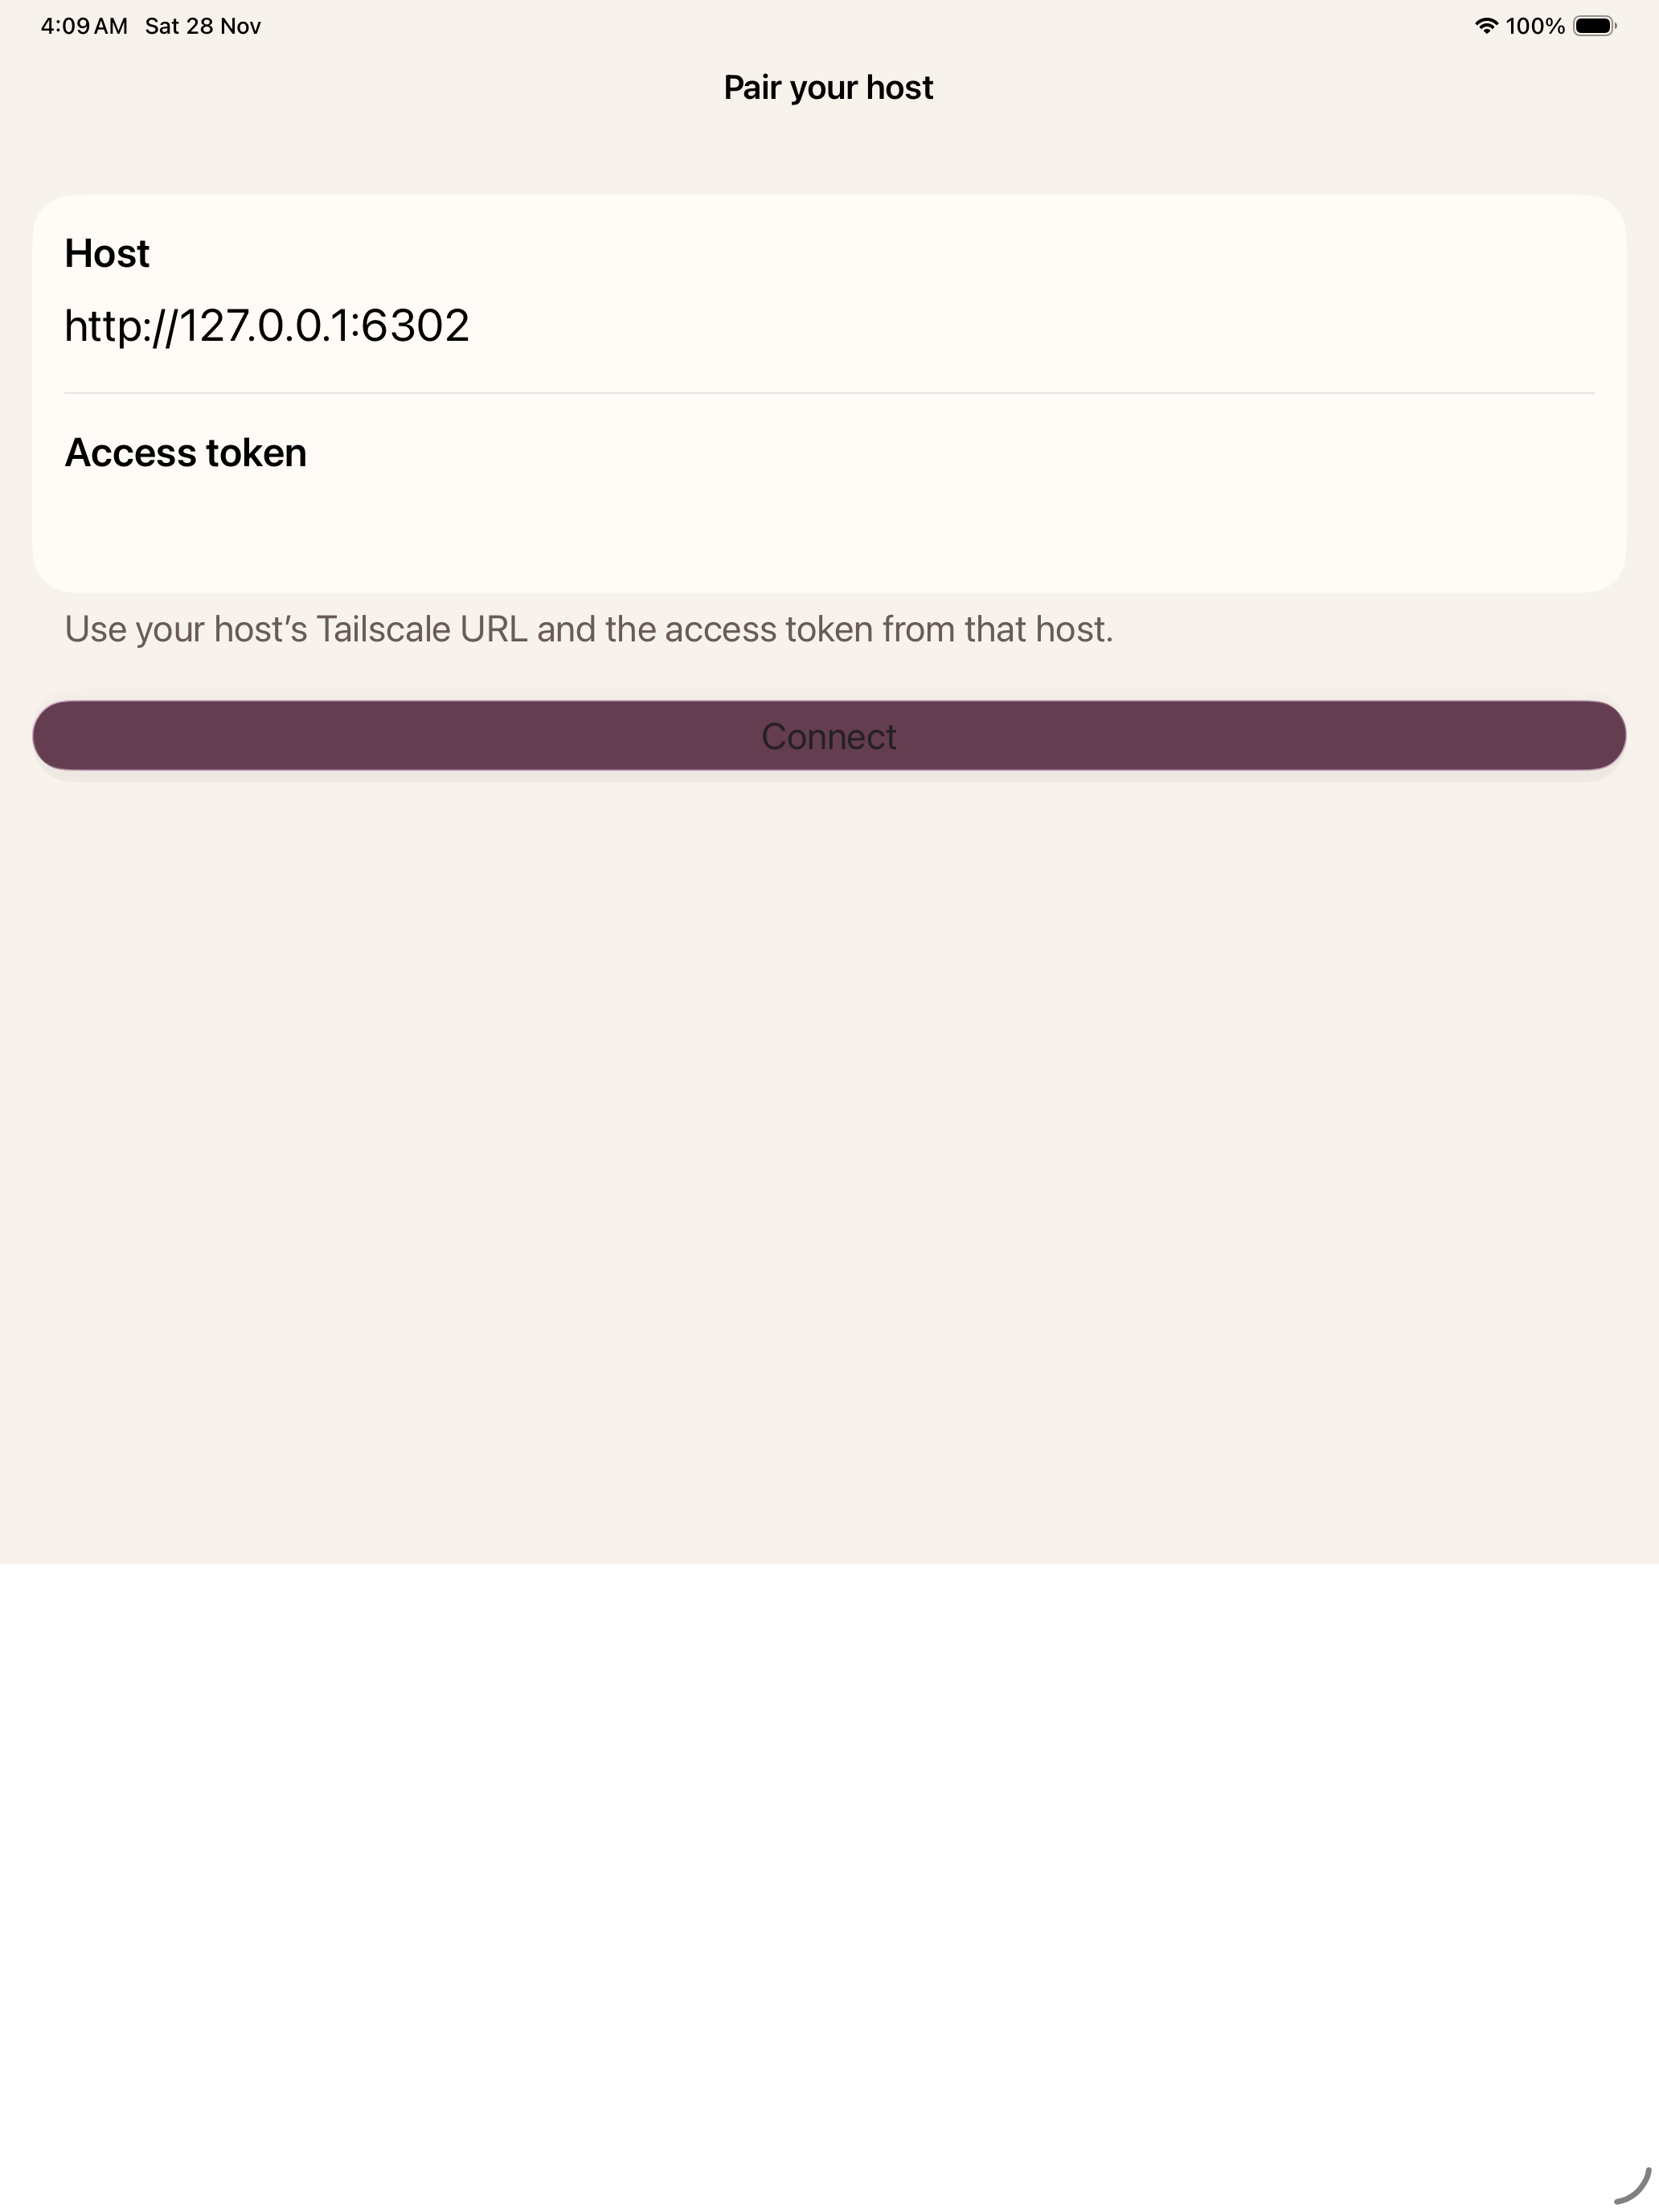 4:09 AM Sat 28 Nov 100%
Pair your host
Host
http://127.0.0.1:6302
Access token
Use your host’s Tailscale URL and the access token from that host.
Connect